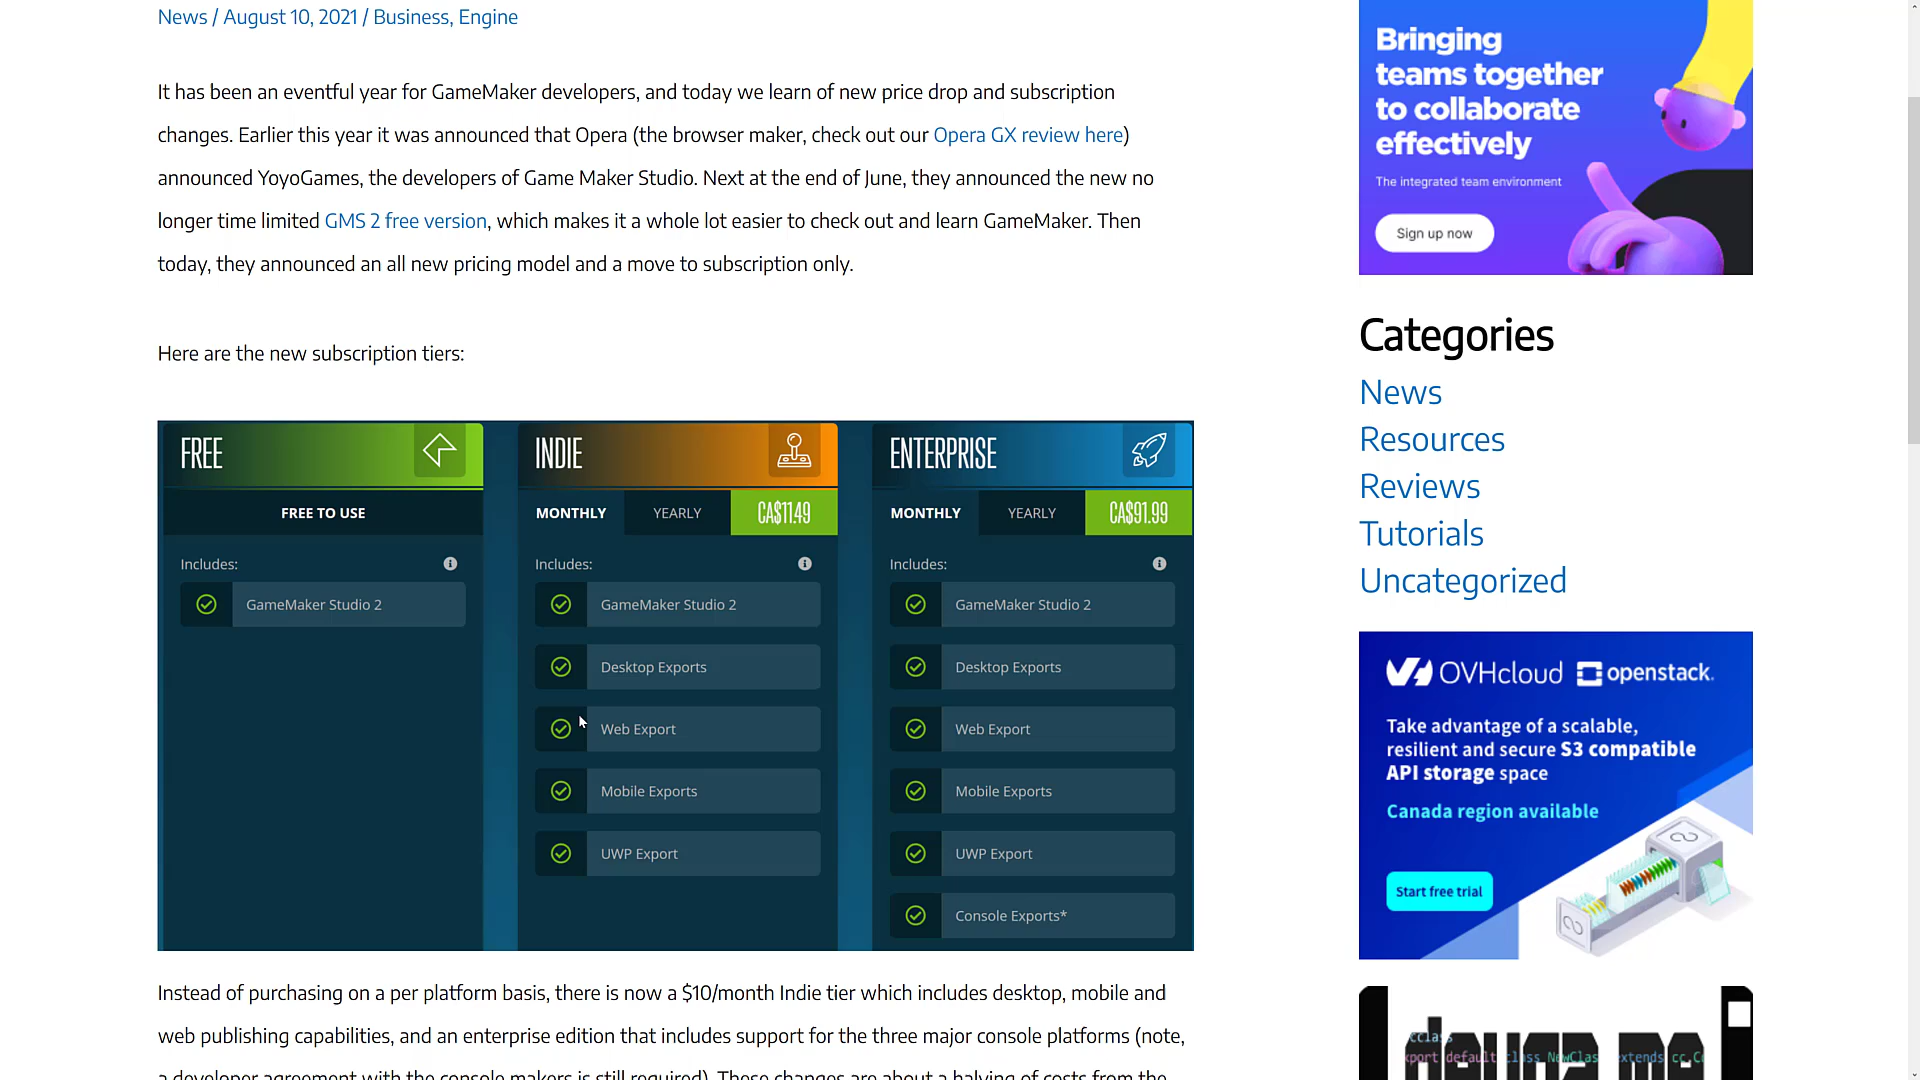 News / August 10, 2021 / Business, Engine
It has been an eventful year for GameMaker developers, and today we learn of new price drop and subscription
changes. Earlier this year it was announced that Opera (the browser maker, check out our Opera GX review here)
announced YoyoGames, the developers of Game Maker Studio. Next at the end of June, they announced the new no
longer time limited GMS 2 free version, which makes it a whole lot easier to check out and learn GameMaker. Then
today, they announced an all new pricing model and a move to subscription only.
Here are the new subscription tiers:
FREE
FREE TO USE
Includes:
GameMaker Studio 2
INDIE
MONTHLY YEARLY CA$11.49
Includes:
GameMaker Studio 2
Desktop Exports
Web Export
Mobile Exports
UWP Export
ENTERPRISE
MONTHLY YEARLY CA$91.99
Includes:
GameMaker Studio 2
Desktop Exports
Web Export
Mobile Exports
UWP Export
Console Exports*
Instead of purchasing on a per platform basis, there is now a $10/month Indie tier which includes desktop, mobile and
web publishing capabilities, and an enterprise edition that includes support for the three major console platforms (note,
a developer agreement with the console makers is still required). These changes are about a halving of costs from the
Bringing
teams together
to collaborate
effectively
The integrated team environment
Sign up now
Categories
News
Resources
Reviews
Tutorials
Uncategorized
OVHcloud openstack.
Take advantage of a scalable,
resilient and secure S3 compatible
API storage space
Canada region available
Start free trial
cclass
export default class NewClas extends cc.Co